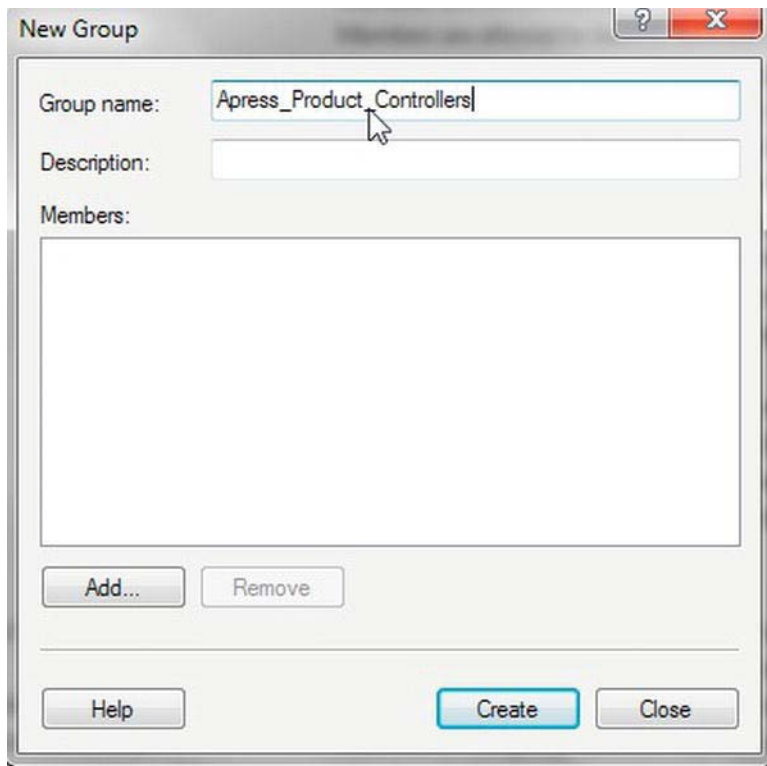 New Group
Group name: Apress_Product_Controllers
Description:
Members:
Add... Remove
Help Create Close